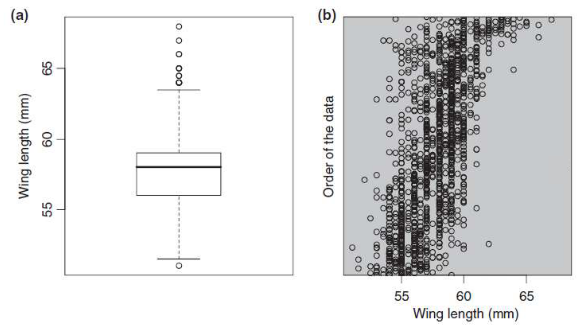 (a)
Wing length (mm)
65
60
55
(b)
Order of the data
55 60 65
Wing length (mm)